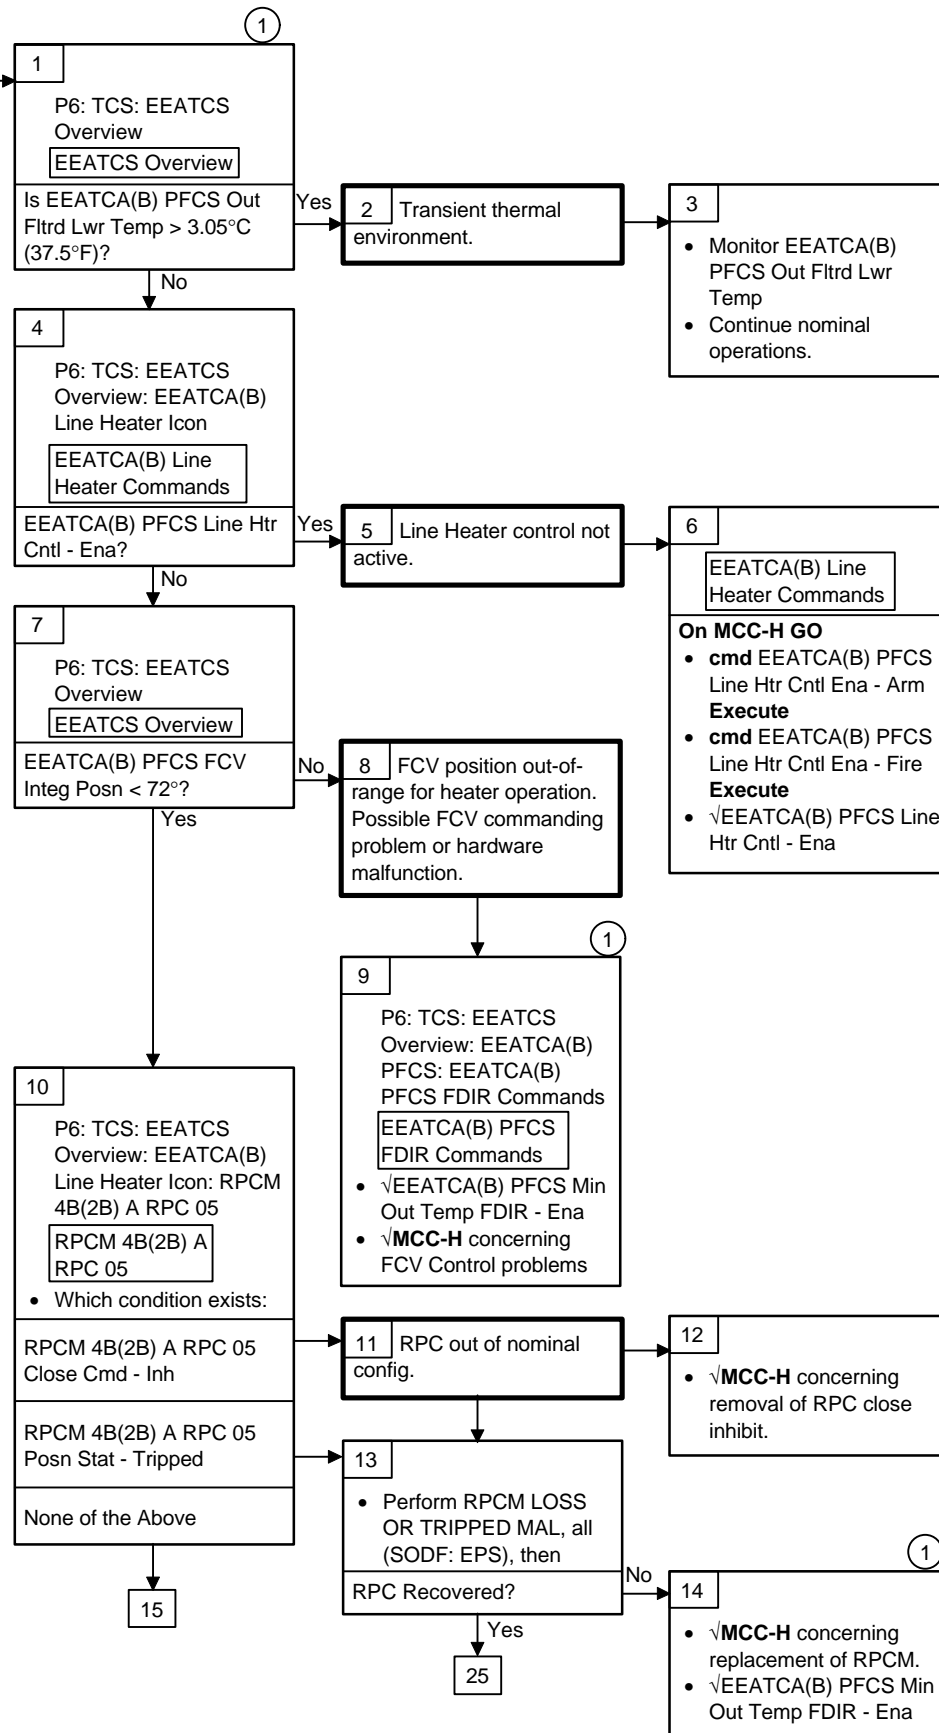 1
1
P6: TCS: EEATCS
Overview
EEATCS Overview
Is EEATCA(B) PFCS Out
Fltrd Lwr Temp > 3.05°C
(37.5°F)?
Yes
No
2 Transient thermal
environment.
3
• Monitor EEATCA(B)
PFCS Out Fltrd Lwr
Temp
• Continue nominal
operations.
4
P6: TCS: EEATCS
Overview: EEATCA(B)
Line Heater Icon
EEATCA(B) Line
Heater Commands
EEATCA(B) PFCS Line Htr
Cntl - Ena?
Yes
No
5 Line Heater control not
active.
6
EEATCA(B) Line
Heater Commands
On MCC-H GO
• cmd EEATCA(B) PFCS
Line Htr Cntl Ena - Arm
Execute
• cmd EEATCA(B) PFCS
Line Htr Cntl Ena - Fire
Execute
• √EEATCA(B) PFCS Line
Htr Cntl - Ena
7
P6: TCS: EEATCS
Overview
EEATCS Overview
EEATCA(B) PFCS FCV
Integ Posn < 72°?
No
Yes
8 FCV position out-of-
range for heater operation.
Possible FCV commanding
problem or hardware
malfunction.
1
9
P6: TCS: EEATCS
Overview: EEATCA(B)
PFCS: EEATCA(B)
PFCS FDIR Commands
EEATCA(B) PFCS
FDIR Commands
• √EEATCA(B) PFCS Min
Out Temp FDIR - Ena
• √MCC-H concerning
FCV Control problems
10
P6: TCS: EEATCS
Overview: EEATCA(B)
Line Heater Icon: RPCM
4B(2B) A RPC 05
RPCM 4B(2B) A
RPC 05
• Which condition exists:
RPCM 4B(2B) A RPC 05
Close Cmd - Inh
RPCM 4B(2B) A RPC 05
Posn Stat - Tripped
None of the Above
15
11 RPC out of nominal
config.
12
• √MCC-H concerning
removal of RPC close
inhibit.
13
• Perform RPCM LOSS
OR TRIPPED MAL, all
(SODF: EPS), then
RPC Recovered?
No
Yes
25
1
14
• √MCC-H concerning
replacement of RPCM.
• √EEATCA(B) PFCS Min
Out Temp FDIR - Ena